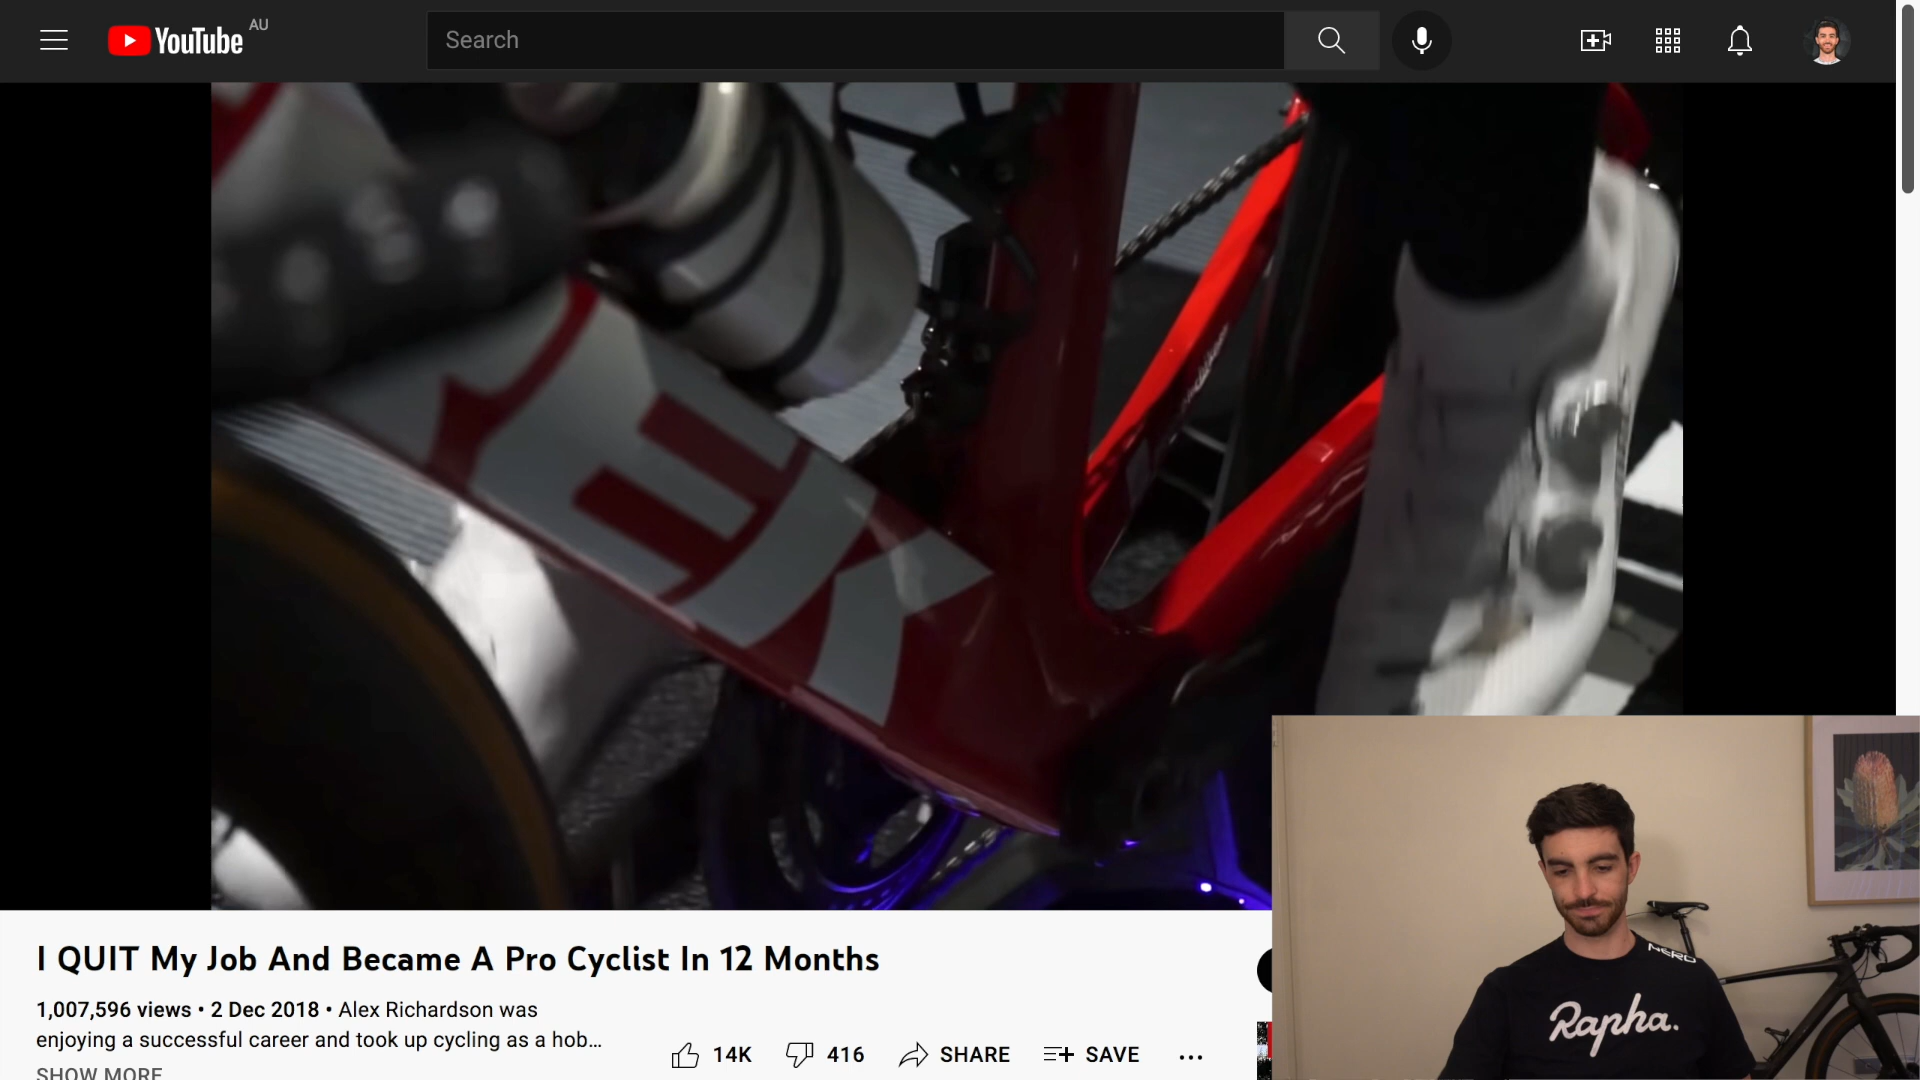 YouTube AU
Search
EX
I QUIT My Job And Became A Pro Cyclist In 12 Months
1,007,596 views • 2 Dec 2018 • Alex Richardson was
enjoying a successful career and took up cycling as a hob...
14K 416 SHARE SAVE
SHOW MORE
NERO
Rapha.